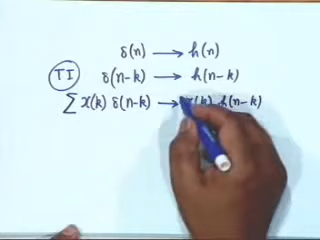 δ(n) → h(n)
TI δ(n-k) → h(n-k)
∑ x(k) δ(n-k) → x(k) h(n-k)